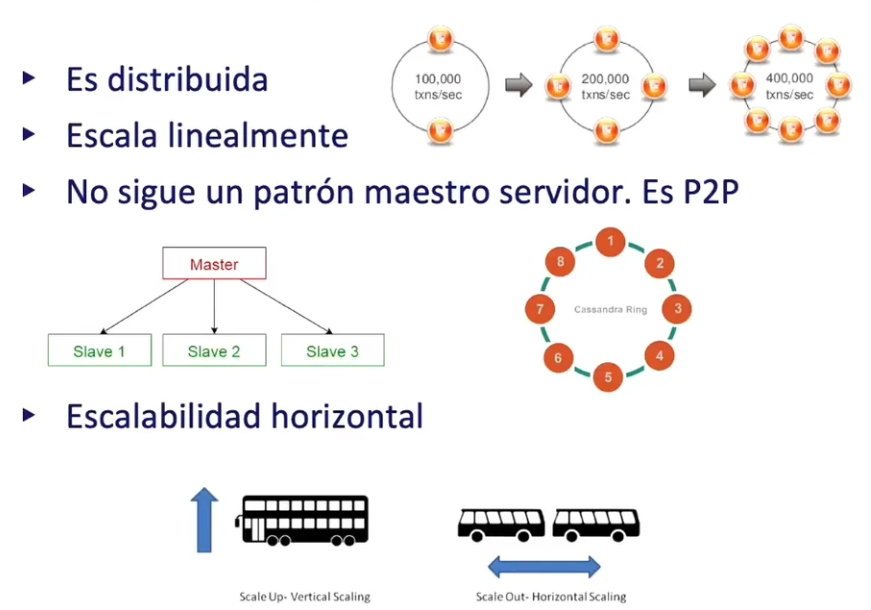 Es distribuida
100,000
txns/sec
200,000
txns/sec
400,000
txns/sec
Escala linealmente
No sigue un patrón maestro servidor. Es P2P
Master
Slave 1
Slave 2
Slave 3
1
2
3
4
5
6
7
8
Cassandra Ring
Escalabilidad horizontal
Scale Up- Vertical Scaling
Scale Out- Horizontal Scaling